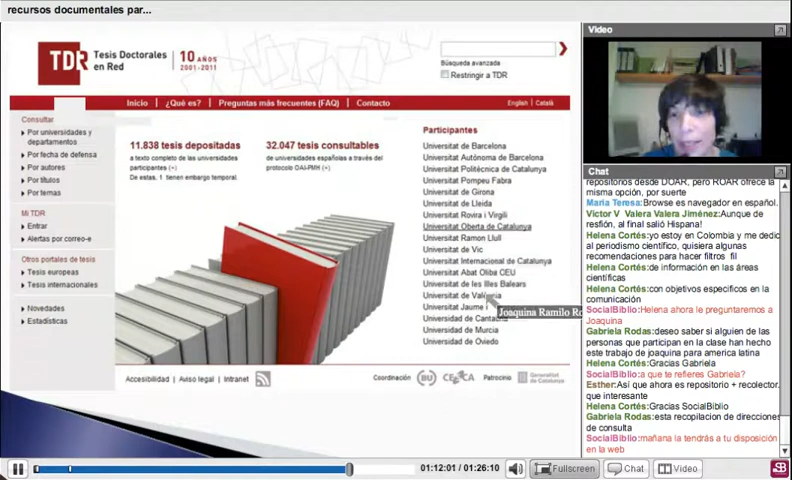 recursos documentales par...
TDR
Tesis Doctorales
en Red
10 AÑOS
2001-2011
Búsqueda avanzada
Restringir a TDR
Inicio | ¿Qué es? | Preguntas más frecuentes (FAQ) | Contacto
English | Català
Consultar
Por universidades y
departamentos
Por fecha de defensa
Por autores
Por títulos
Por temas
Mi TDR
Entrar
Alertas por correo-e
Otros portales de tesis
Tesis europeas
Tesis internacionales
Novedades
Estadísticas
11.838 tesis depositadas
a texto completo de las universidades
participantes (+)
De estas, 1 tienen embargo temporal.
32.047 tesis consultables
de universidades españolas a través del
protocolo OAI-PMH (+)
Participantes
Universitat de Barcelona
Universitat Autònoma de Barcelona
Universitat Politècnica de Catalunya
Universitat Pompeu Fabra
Universitat de Girona
Universitat de Lleida
Universitat Rovira i Virgili
Universitat Oberta de Catalunya
Universitat Ramon Llull
Universitat de Vic
Universitat Internacional de Catalunya
Universitat Abat Oliba CEU
Universitat de les Illes Balears
Universitat de València
Universitat Jaume I
Joaquina Ramilo Ro
Universidad de Cantabria
Universidad de Murcia
Universidad de Oviedo
Accesibilidad | Aviso legal | Intranet
Coordinación
Patrocinio
Generalitat
de Catalunya
Video
Chat
repositorios desde DOAR, pero ROAR ofrece la
misma opción, por suerte
Maria Teresa:Browse es navegador en español.
Victor V Valera Valera Jiménez:Aunque de
resfión, al final salió Hispana!
Helena Cortés:yo estoy en Colombia y me dedic
al periodismo científico, quisiera algunas
recomendaciones para hacer filtros fil
Helena Cortés:de información en las áreas
científicas
Helena Cortés:con objetivos específicos en la
comunicación
SocialBiblio:Helena ahora le preguntaremos a
Joaquina
Gabriela Rodas:deseo saber si alguien de las
personas que participan en la clase han hecho
este trabajo de joaquina para america latina
Helena Cortés:Gracias Gabriela
SocialBiblio:a que te refieres Gabriela?
Esther:Así que ahora es repositorio + recolector.
que interesante
Helena Cortés:Gracias SocialBiblio
Gabriela Rodas:esta recopilacion de direcciones
de consulta
SocialBiblio:mañana la tendrás a tu disposición
en la web
01:12:01 / 01:26:10
Fullscreen
Chat
Video
SB